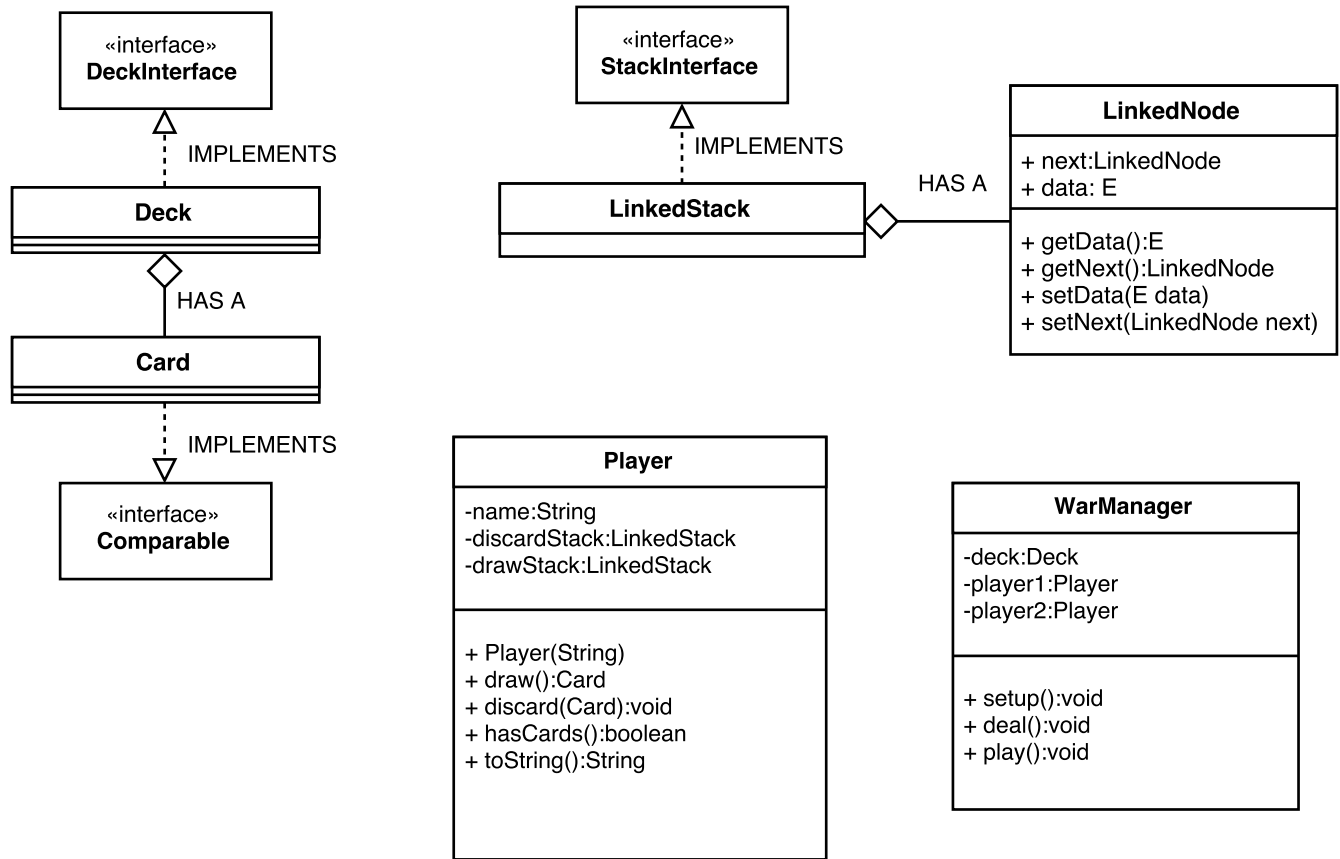 «interface»
DeckInterface
IMPLEMENTS
Deck
HAS A
Card
IMPLEMENTS
«interface»
Comparable
«interface»
StackInterface
IMPLEMENTS
LinkedStack
HAS A
LinkedNode
+ next:LinkedNode
+ data: E
+ getData():E
+ getNext():LinkedNode
+ setData(E data)
+ setNext(LinkedNode next)
Player
-name:String
-discardStack:LinkedStack
-drawStack:LinkedStack
+ Player(String)
+ draw():Card
+ discard(Card):void
+ hasCards():boolean
+ toString():String
WarManager
-deck:Deck
-player1:Player
-player2:Player
+ setup():void
+ deal():void
+ play():void